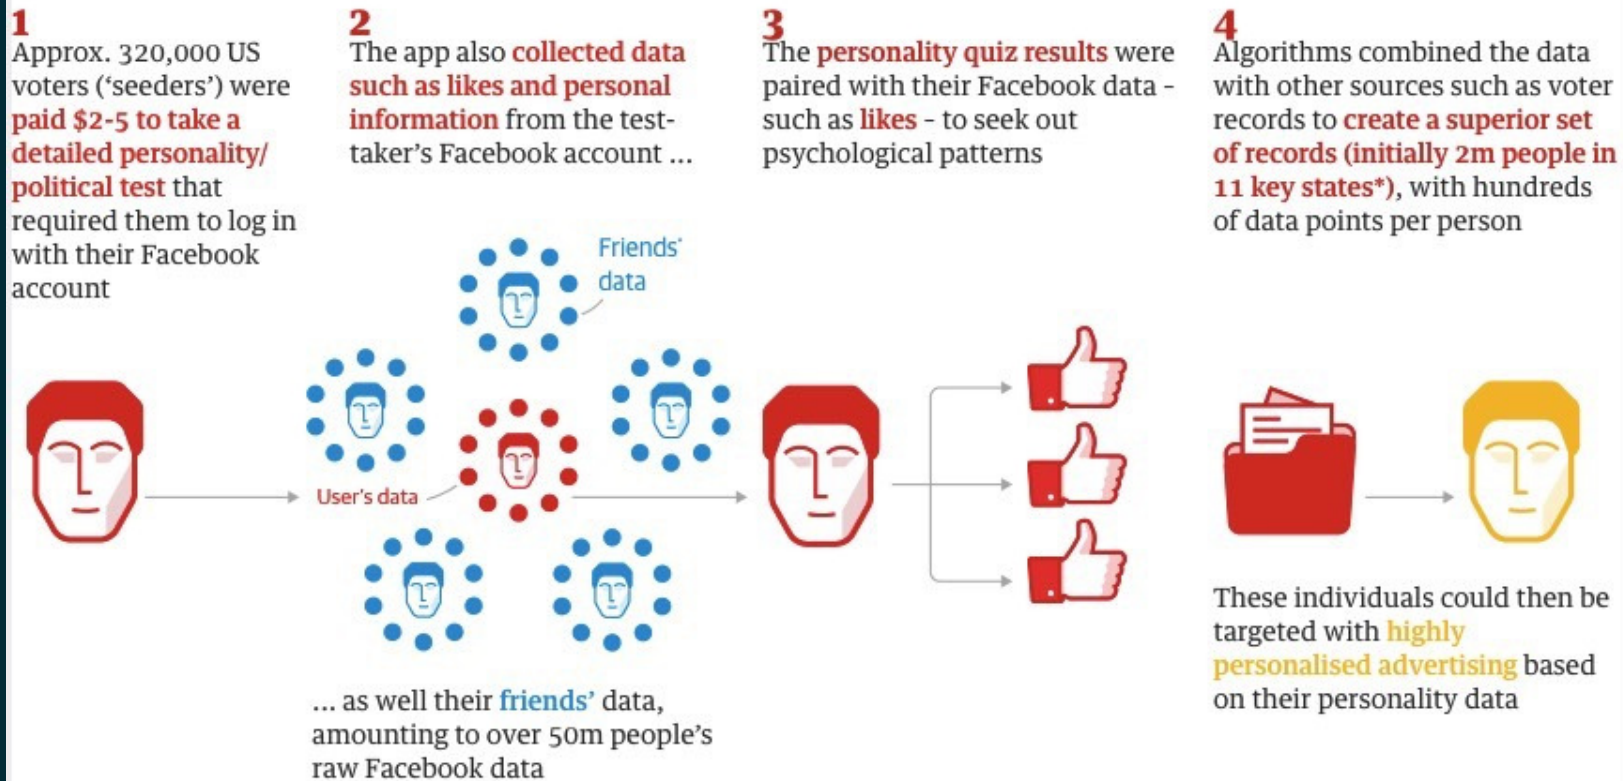 1
Approx. 320,000 US
voters (‘seeders’) were
paid $2-5 to take a
detailed personality/
political test that
required them to log in
with their Facebook
account
2
The app also collected data
such as likes and personal
information from the test-
taker’s Facebook account ...
Friends’
data
User's data
... as well their friends’ data,
amounting to over 50m people’s
raw Facebook data
3
The personality quiz results were
paired with their Facebook data –
such as likes – to seek out
psychological patterns
4
Algorithms combined the data
with other sources such as voter
records to create a superior set
of records (initially 2m people in
11 key states*), with hundreds
of data points per person
These individuals could then be
targeted with highly
personalised advertising based
on their personality data